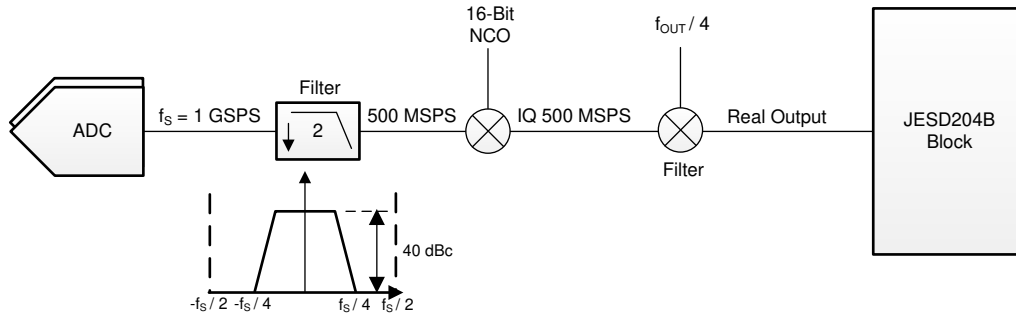 16-Bit
NCO
f_OUT / 4
Filter
ADC
f_S = 1 GSPS
2
500 MSPS
IQ 500 MSPS
Real Output
JESD204B
Block
Filter
40 dBc
-f_S / 2
-f_S / 4
f_S / 4
f_S / 2